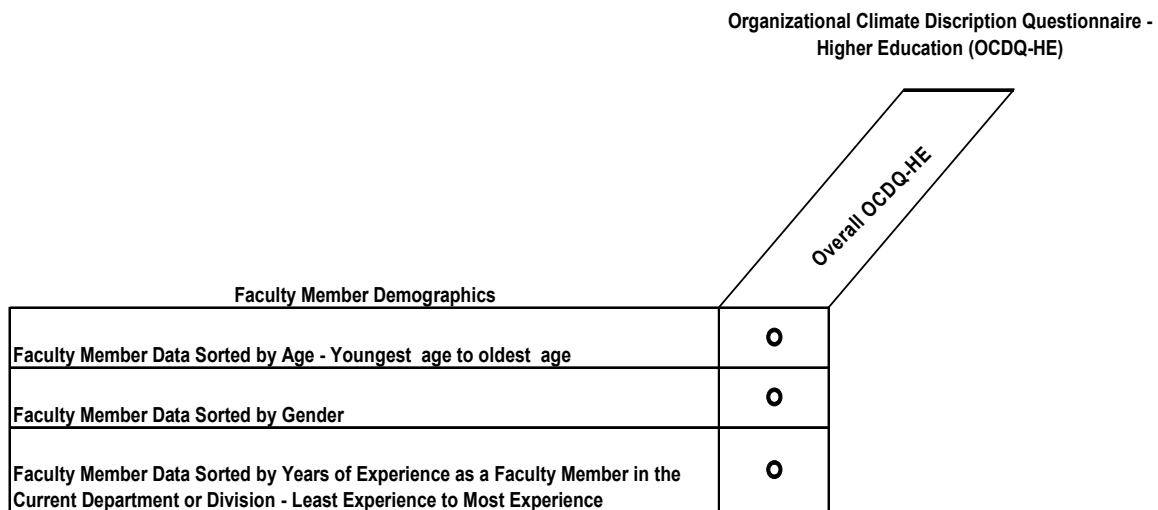 Organizational Climate Discription Questionnaire -
Higher Education (OCDQ-HE)
Overall OCDQ-HE
Faculty Member Demographics
Faculty Member Data Sorted by Age - Youngest  age to oldest  age
O
Faculty Member Data Sorted by Gender
O
Faculty Member Data Sorted by Years of Experience as a Faculty Member in the
Current Department or Division - Least Experience to Most Experience
O